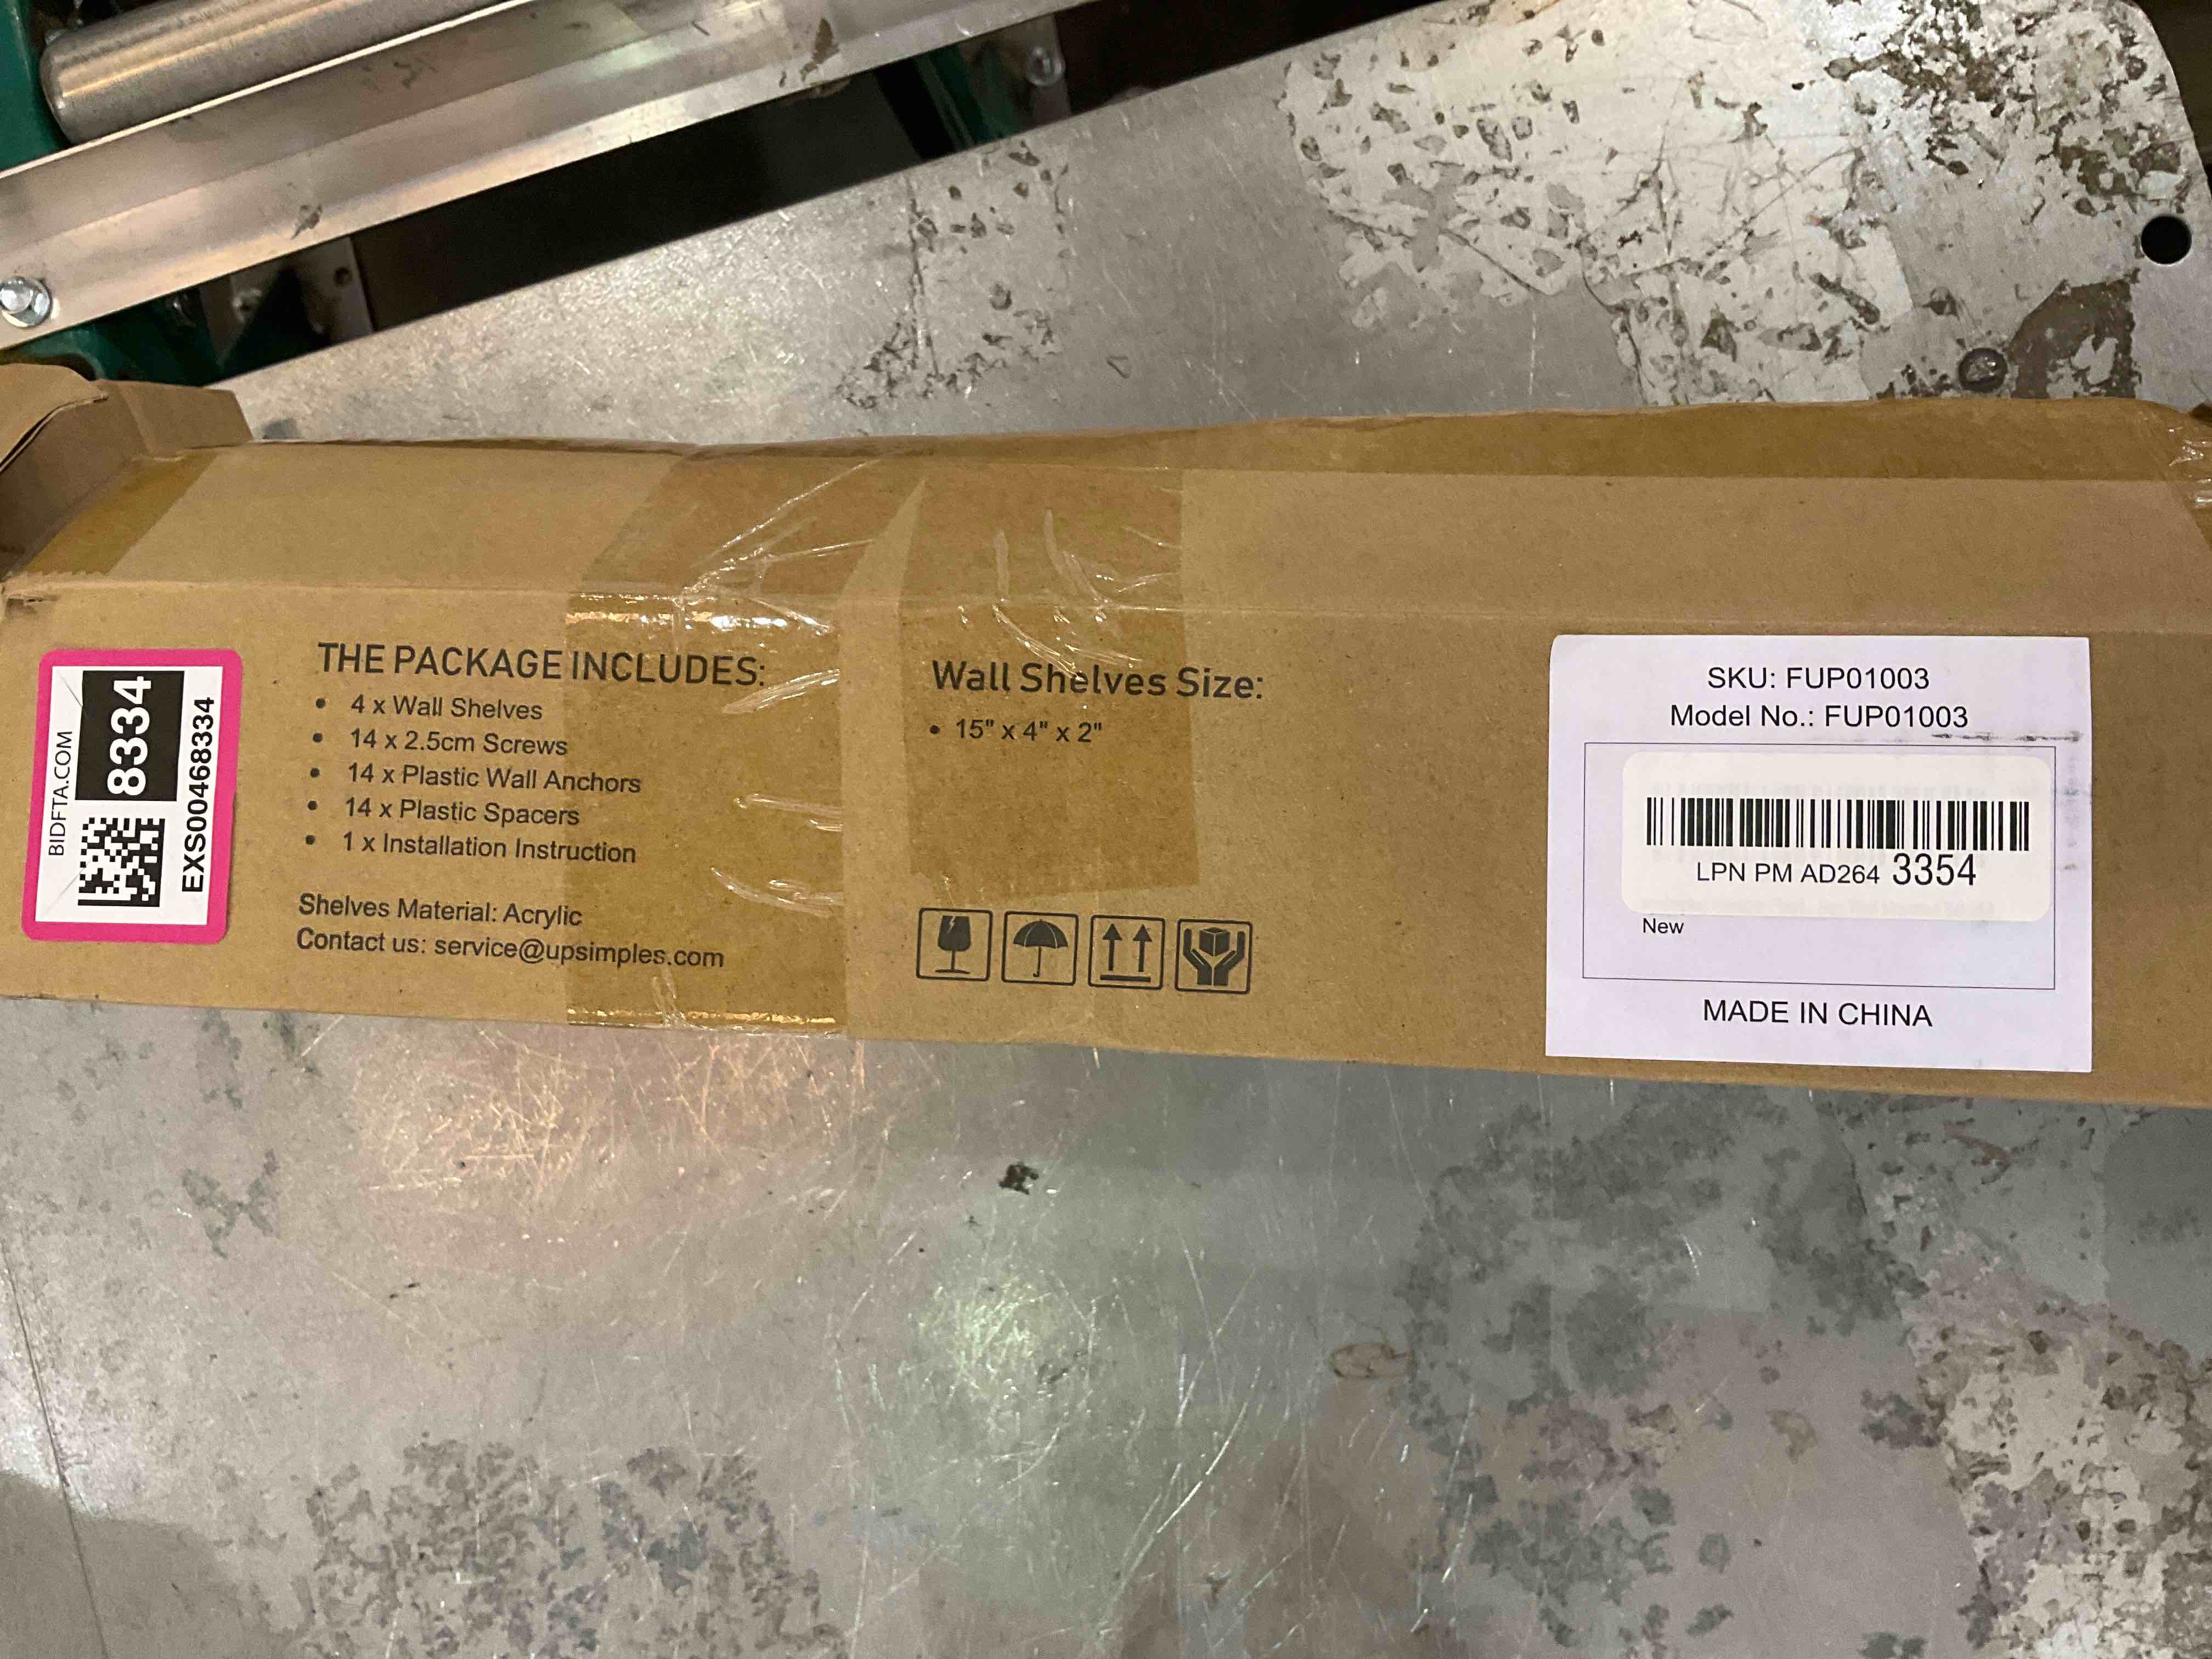 BIDFTA.COM
8334
EXS00468334
THE PACKAGE INCLUDES:
• 4 x Wall Shelves
• 14 x 2.5cm Screws
• 14 x Plastic Wall Anchors
• 14 x Plastic Spacers
• 1 x Installation Instruction
Shelves Material: Acrylic
Contact us: service@upsimples.com
Wall Shelves Size:
• 15" x 4" x 2"
SKU: FUP01003
Model No.: FUP01003
LPN PM AD264 3354
New
MADE IN CHINA